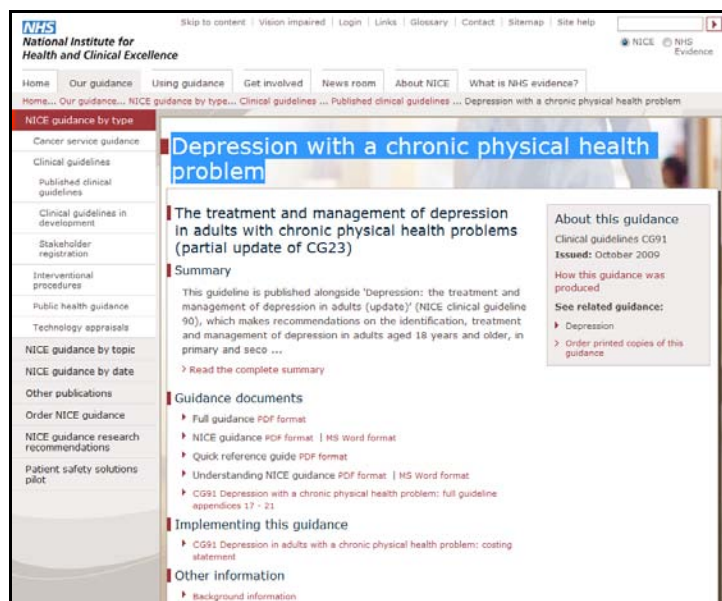 Skip to content | Vision impaired | Login | Links | Glossary | Contact | Sitemap | Site help
NHS
National Institute for
Health and Clinical Excellence
NICE
NHS Evidence
Home
Our guidance
Using guidance
Get involved
News room
About NICE
What is NHS evidence?
Home... Our guidance... NICE guidance by type... Clinical guidelines ... Published clinical guidelines ... Depression with a chronic physical health problem
NICE guidance by type
Cancer service guidance
Clinical guidelines
Published clinical
guidelines
Clinical guidelines in
development
Stakeholder
registration
Interventional
procedures
Public health guidance
Technology appraisals
NICE guidance by topic
NICE guidance by date
Other publications
Order NICE guidance
NICE guidance research
recommendations
Patient safety solutions
pilot
Depression with a chronic physical health
problem
The treatment and management of depression
in adults with chronic physical health problems
(partial update of CG23)
Summary
This guideline is published alongside 'Depression: the treatment and
management of depression in adults (update)' (NICE clinical guideline
90), which makes recommendations on the identification, treatment
and management of depression in adults aged 18 years and older, in
primary and seco ...
> Read the complete summary
Guidance documents
Full guidance PDF format
NICE guidance PDF format | MS Word format
Quick reference guide PDF format
Understanding NICE guidance PDF format | MS Word format
CG91 Depression with a chronic physical health problem: full guideline
appendices 17 - 21
Implementing this guidance
CG91 Depression in adults with a chronic physical health problem: costing
statement
Other information
Background information
About this guidance
Clinical guidelines CG91
Issued: October 2009
How this guidance was
produced
See related guidance:
Depression
> Order printed copies of this
guidance